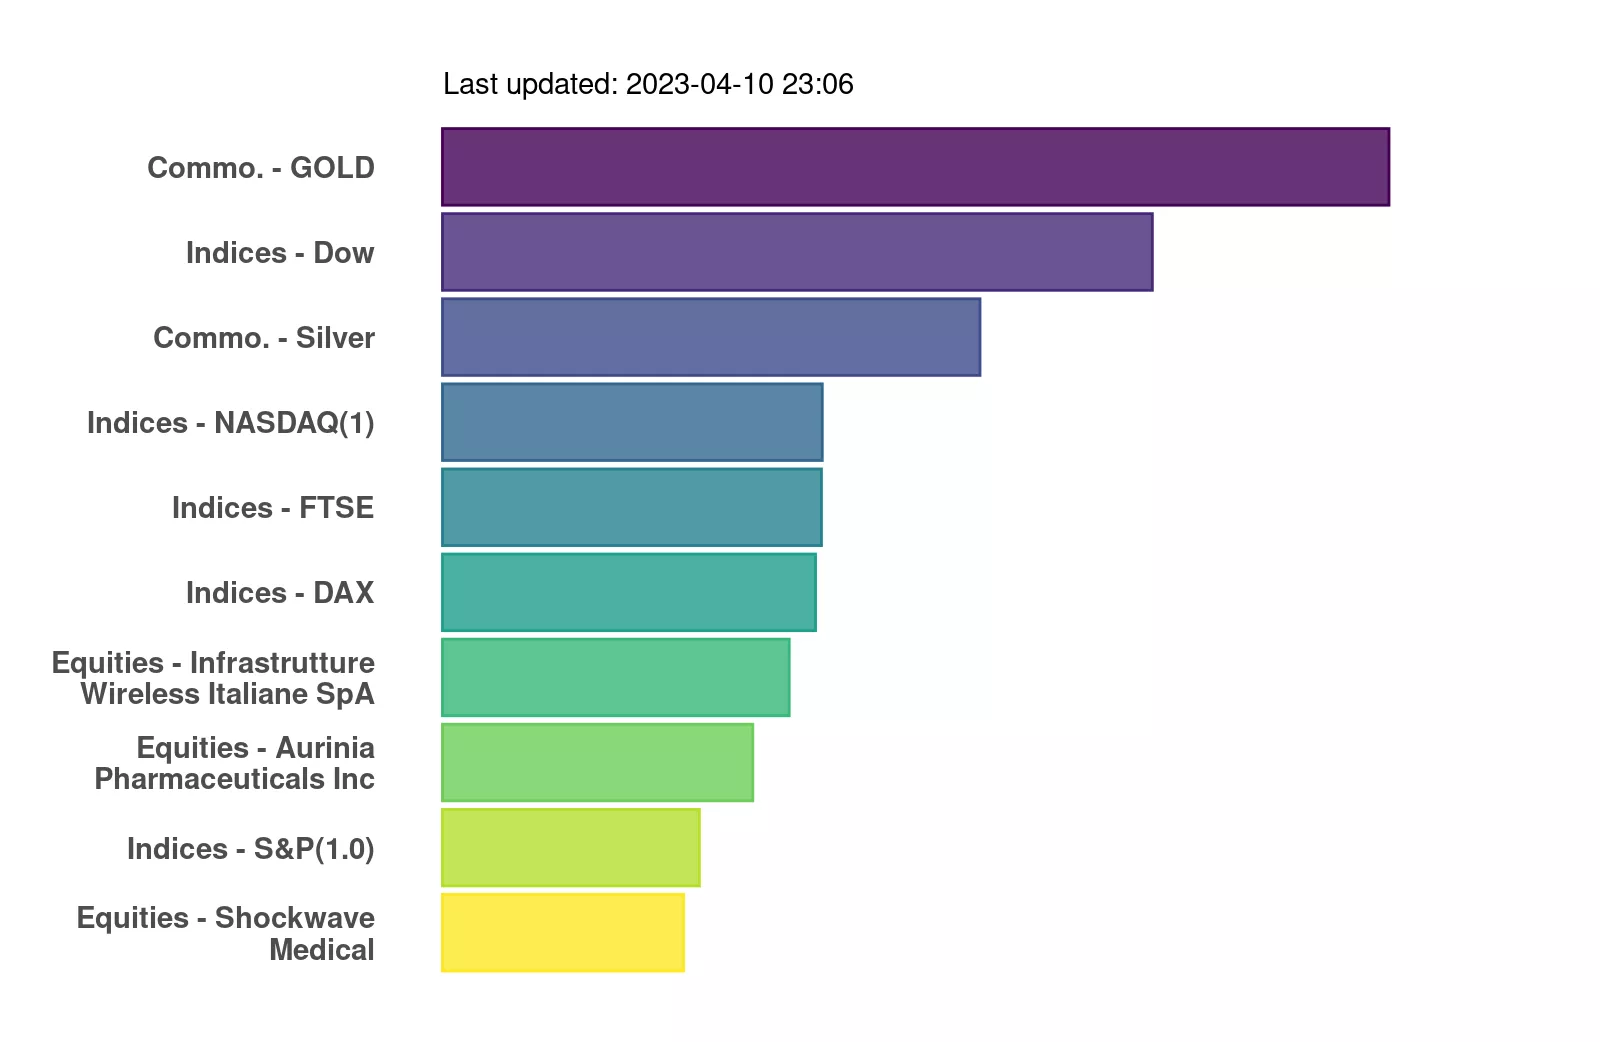 Last updated: 2023-04-10 23:06
Commo. - GOLD
Indices - Dow
Commo. - Silver
Indices - NASDAQ(1)
Indices - FTSE
Indices - DAX
Equities - Infrastrutture
Wireless Italiane SpA
Equities - Aurinia
Pharmaceuticals Inc
Indices - S&P(1.0)
Equities - Shockwave
Medical